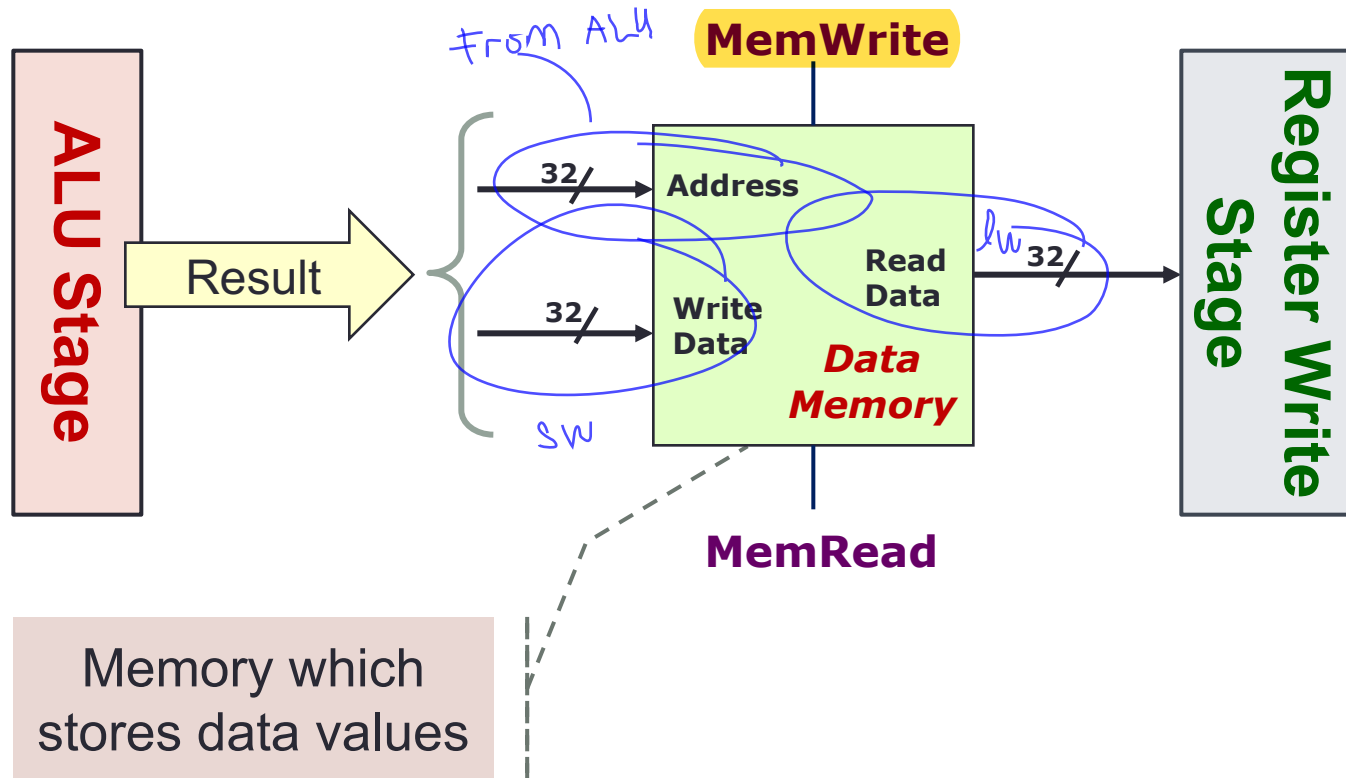 From ALU
MemWrite
ALU Stage
Result
32
Address
32
Write
Data
Read
Data
lw
32
Data
Memory
sw
MemRead
Register Write
Stage
Memory which
stores data values